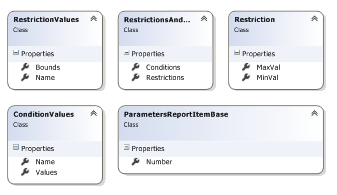 RestrictionValues
Class
Properties
Bounds
Name
RestrictionsAnd...
Class
Properties
Conditions
Restrictions
Restriction
Class
Properties
MaxVal
MinVal
ConditionValues
Class
Properties
Name
Values
ParametersReportItemBase
Class
Properties
Number